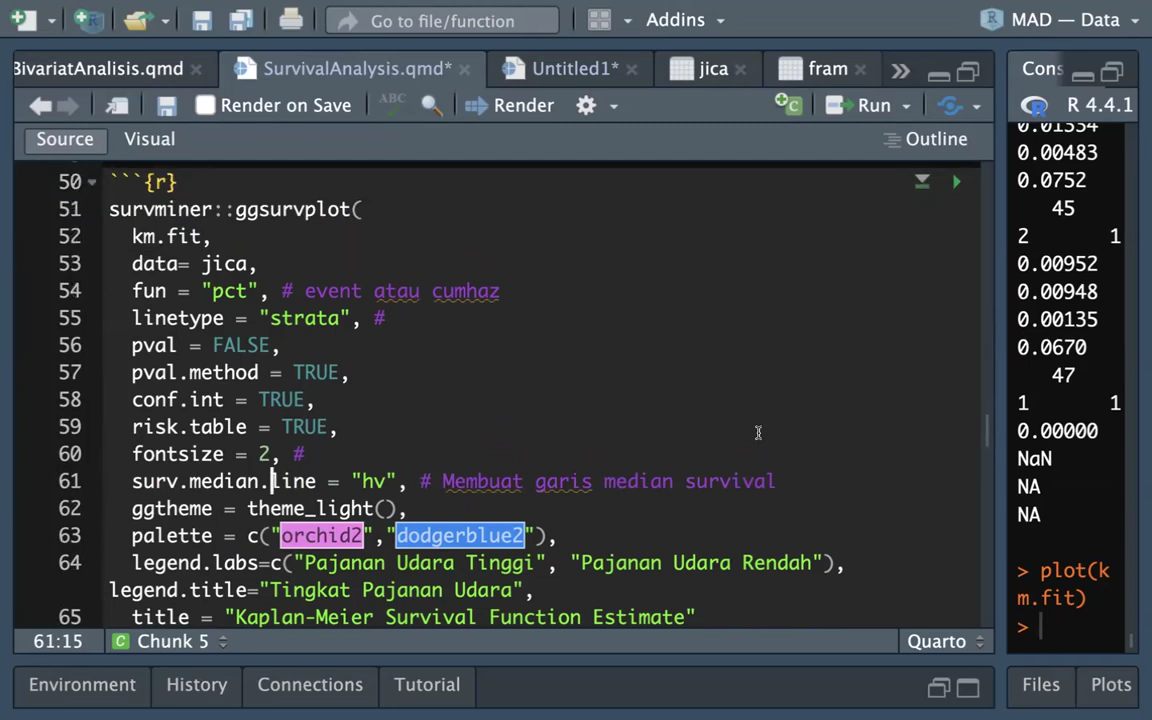 Go to file/function
Addins
MAD — Data
BivariatAnalisis.qmd
SurvivalAnalysis.qmd*
Untitled1*
jica
fram
Render on Save
ABC
Render
Run
Source
Visual
Outline
50 ```{r}
51 survminer::ggsurvplot(
52 km.fit,
53 data= jica,
54 fun = "pct", # event atau cumhaz
55 linetype = "strata", #
56 pval = FALSE,
57 pval.method = TRUE,
58 conf.int = TRUE,
59 risk.table = TRUE,
60 fontsize = 2, #
61 surv.median.line = "hv", # Membuat garis median survival
62 ggtheme = theme_light(),
63 palette = c("orchid2","dodgerblue2"),
64 legend.labs=c("Pajanan Udara Tinggi", "Pajanan Udara Rendah"),
legend.title="Tingkat Pajanan Udara",
65 title = "Kaplan-Meier Survival Function Estimate"
61:15
C Chunk 5
Quarto
Environment
History
Connections
Tutorial
Cons
R 4.4.1
0.01334
0.00483
0.0752
45
2 1
0.00952
0.00948
0.00135
0.0670
47
1 1
0.00000
NaN
NA
NA
> plot(k
m.fit)
>
Files
Plots